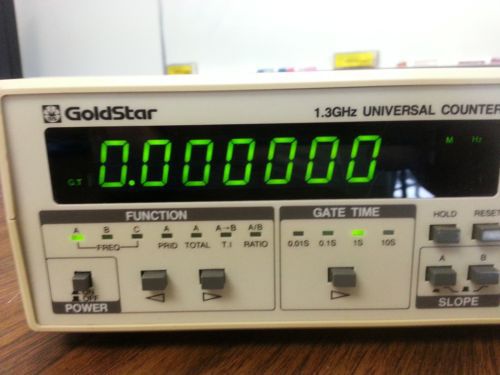 GoldStar 1.3GHz UNIVERSAL COUNTER
M Hz
0.000000
GT
FUNCTION GATE TIME
HOLD RESET
A B C A A A→B A/B
FREQ PRID TOTAL T.I RATIO
0.01S 0.1S 1S 10S
A B
ON
OFF
POWER
SLOPE